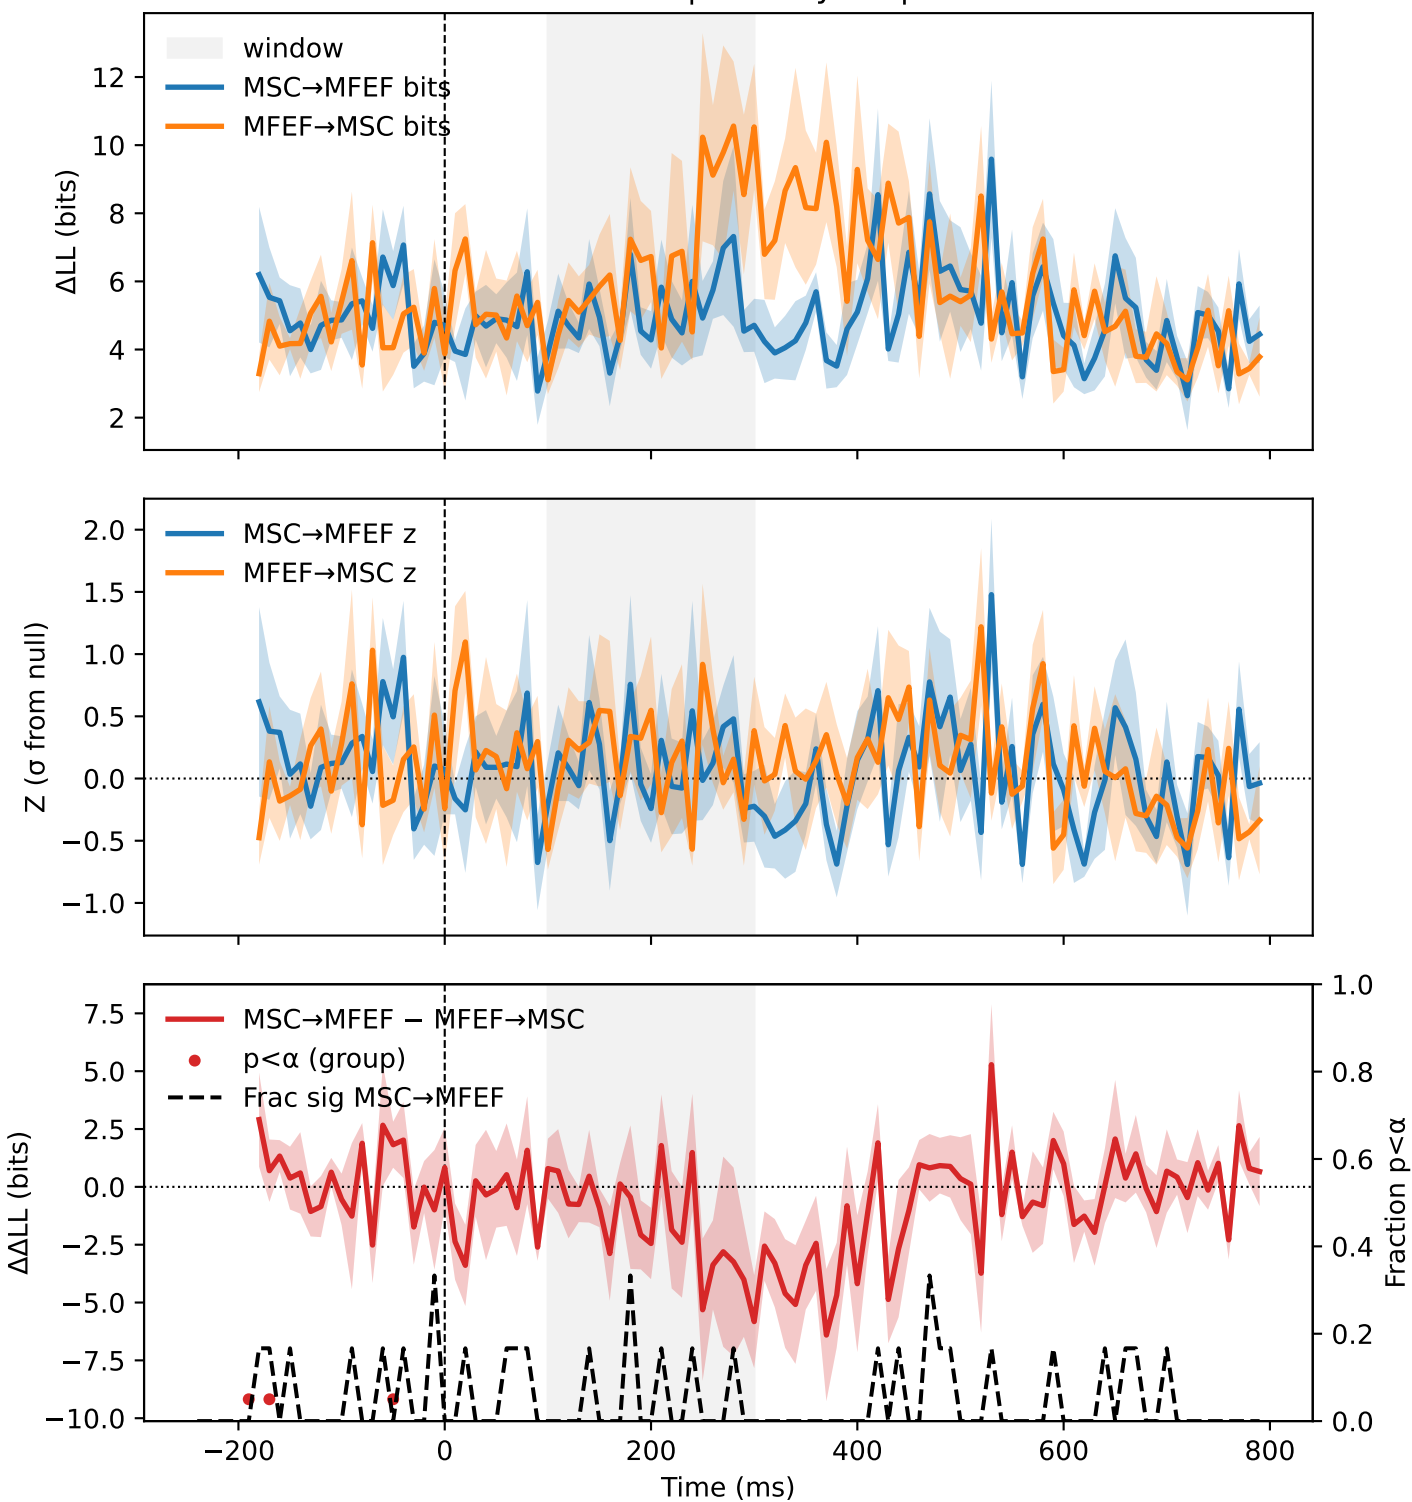 12
10
8
6
4
2
ΔLL (bits)
window
MSC→MFEF bits
MFEF→MSC bits
2.0
1.5
1.0
0.5
0.0
−0.5
−1.0
Z (σ from null)
MSC→MFEF z
MFEF→MSC z
7.5
5.0
2.5
0.0
−2.5
−5.0
−7.5
−10.0
ΔΔLL (bits)
MSC→MFEF − MFEF→MSC
p<α (group)
Frac sig MSC→MFEF
1.0
0.8
0.6
0.4
0.2
0.0
Fraction p<α
−200 0 200 400 600 800
Time (ms)